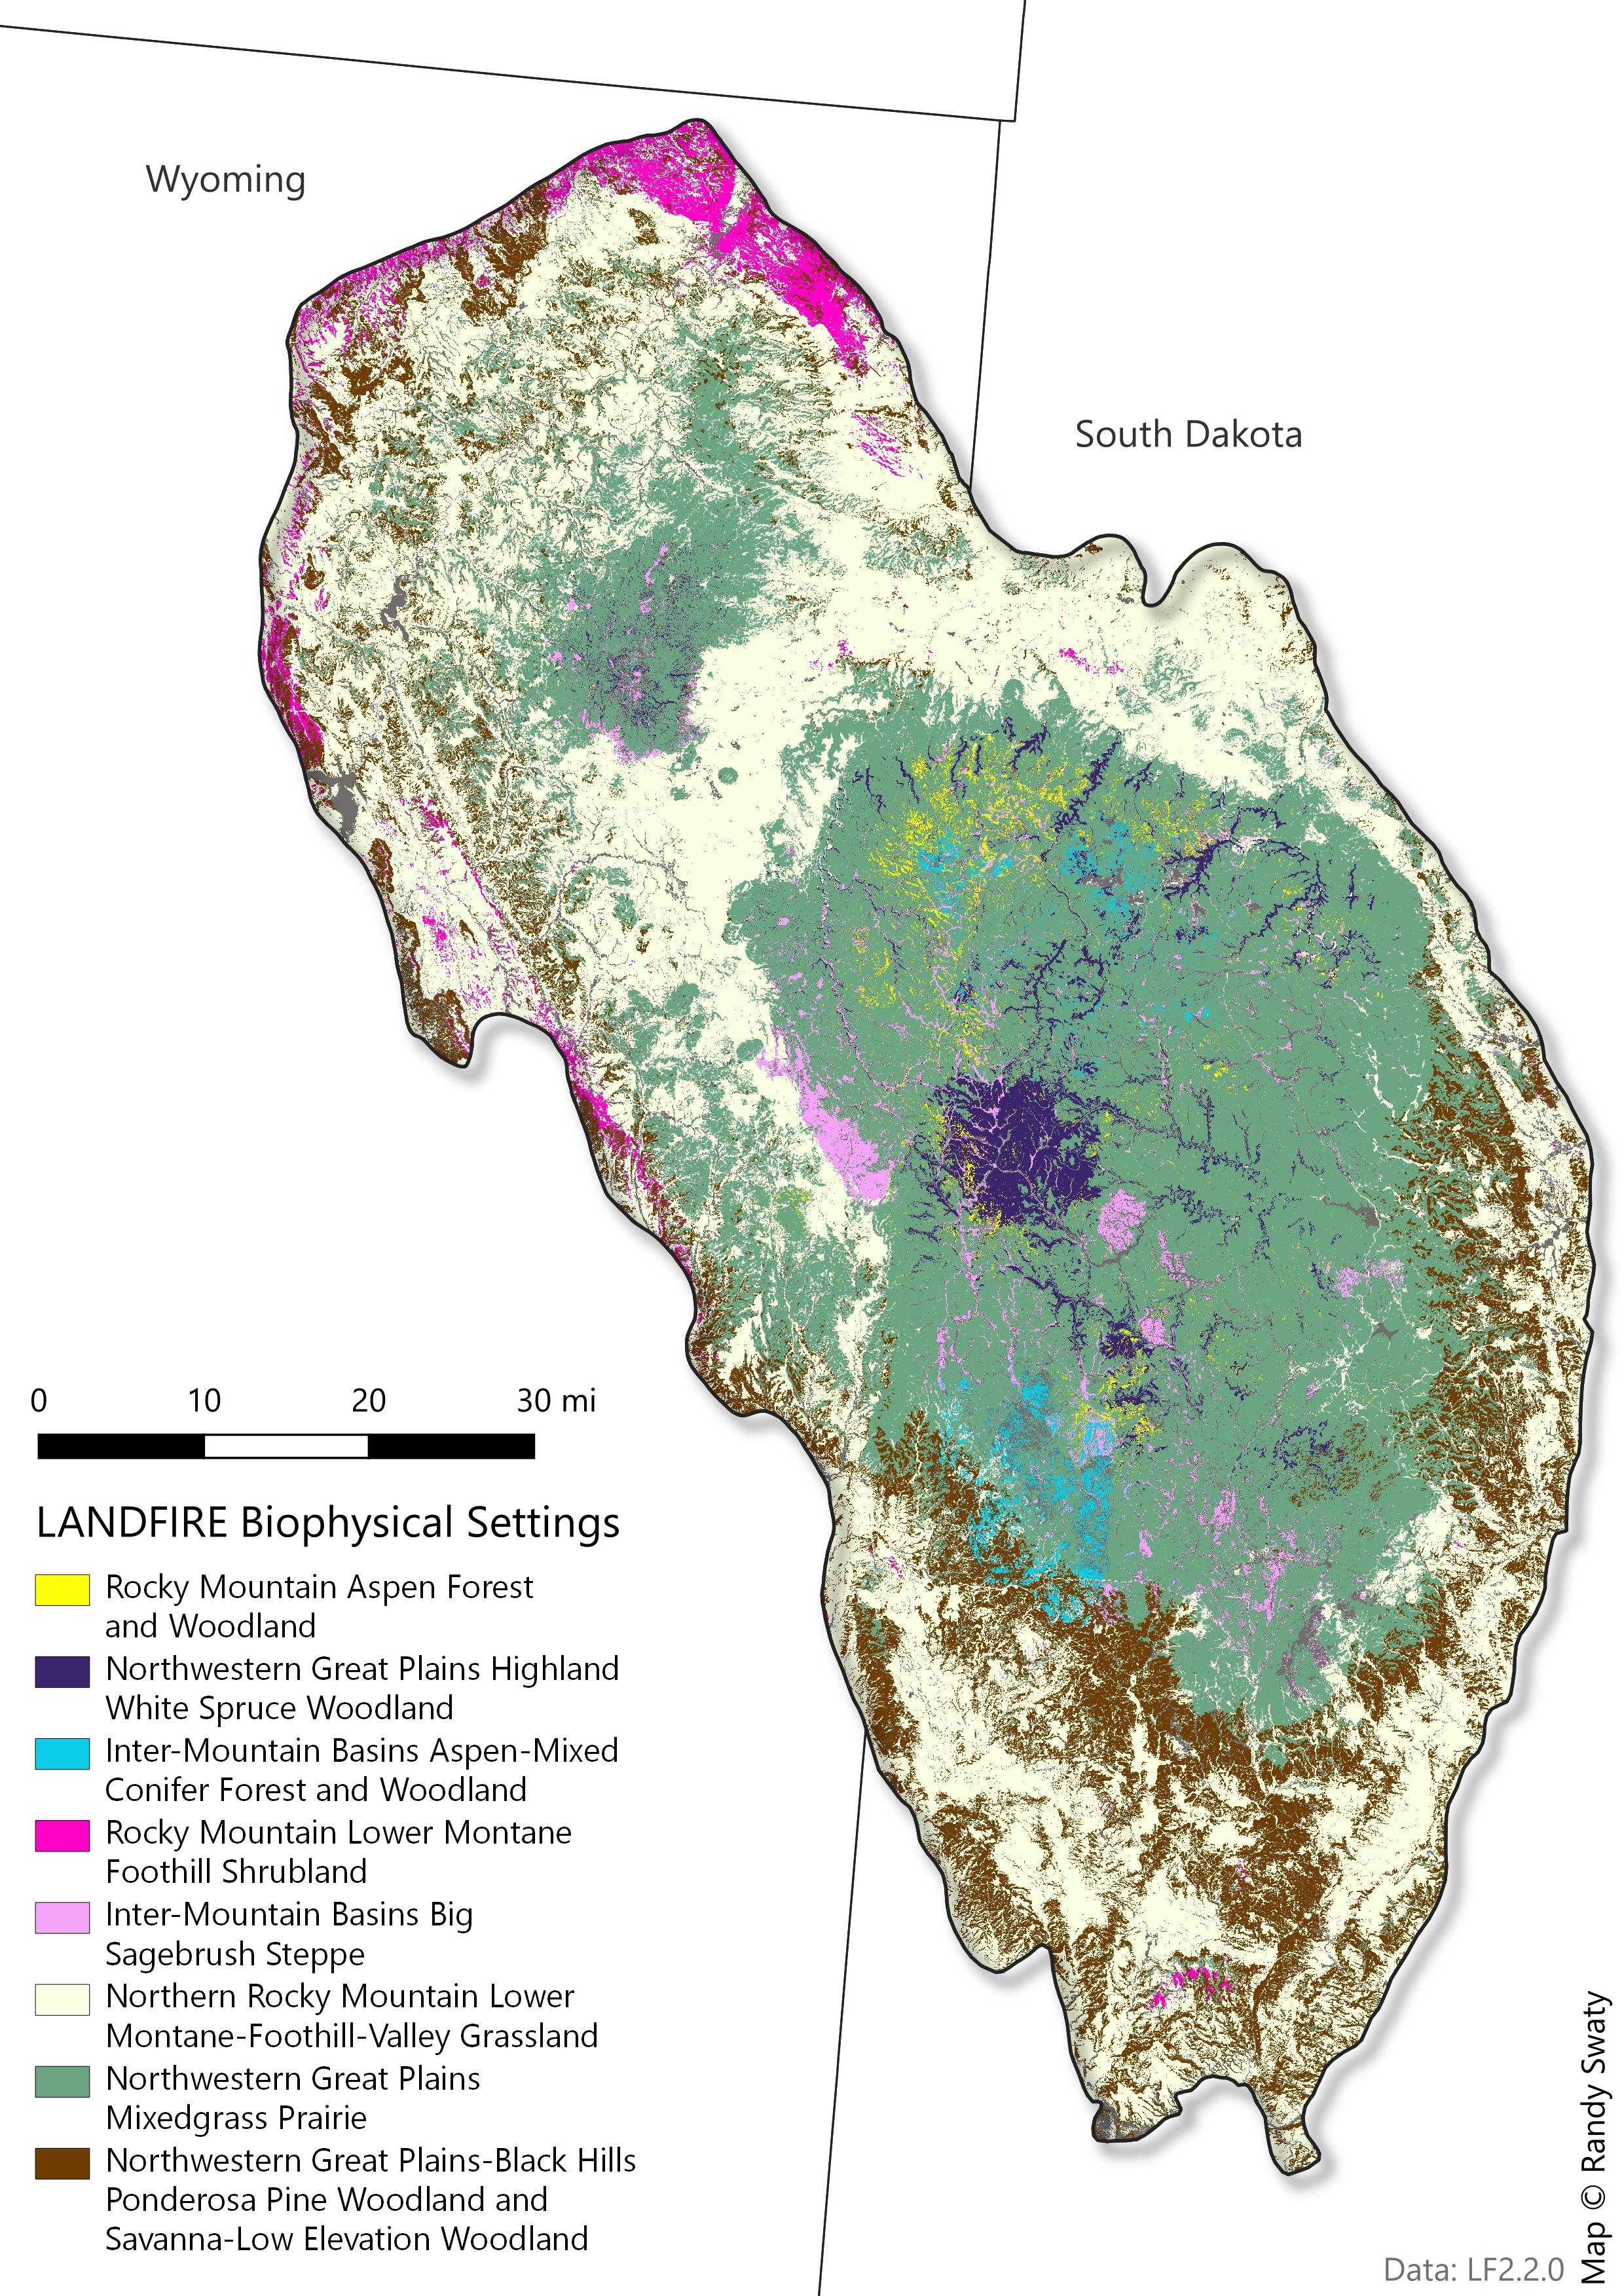 Wyoming
South Dakota
0 10 20 30 mi
LANDFIRE Biophysical Settings
Rocky Mountain Aspen Forest
and Woodland
Northwestern Great Plains Highland
White Spruce Woodland
Inter-Mountain Basins Aspen-Mixed
Conifer Forest and Woodland
Rocky Mountain Lower Montane
Foothill Shrubland
Inter-Mountain Basins Big
Sagebrush Steppe
Northern Rocky Mountain Lower
Montane-Foothill-Valley Grassland
Northwestern Great Plains
Mixedgrass Prairie
Northwestern Great Plains-Black Hills
Ponderosa Pine Woodland and
Savanna-Low Elevation Woodland
Data: LF2.2.0
Map © Randy Swaty